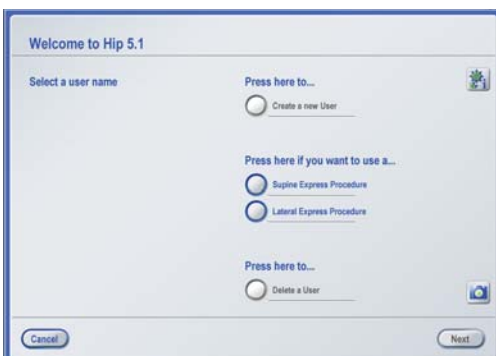 Welcome to Hip 5.1
Select a user name
Press here to...
Create a new User
Press here if you want to use a...
Supine Express Procedure
Lateral Express Procedure
Press here to...
Delete a User
Cancel
Next